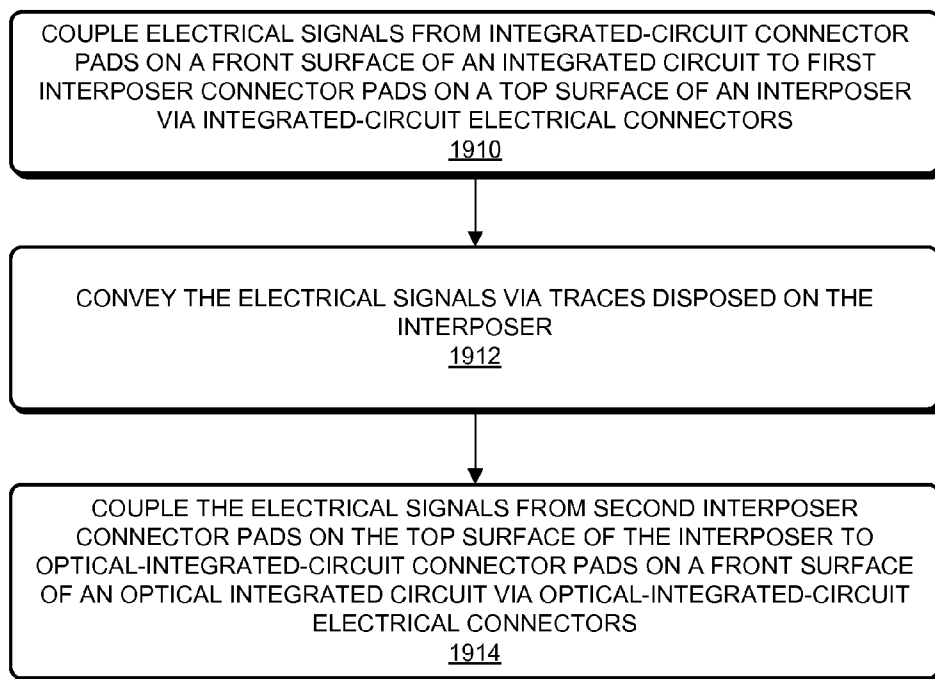 COUPLE ELECTRICAL SIGNALS FROM INTEGRATED-CIRCUIT CONNECTOR
PADS ON A FRONT SURFACE OF AN INTEGRATED CIRCUIT TO FIRST
INTERPOSER CONNECTOR PADS ON A TOP SURFACE OF AN INTERPOSER
VIA INTEGRATED-CIRCUIT ELECTRICAL CONNECTORS
1910
CONVEY THE ELECTRICAL SIGNALS VIA TRACES DISPOSED ON THE
INTERPOSER
1912
COUPLE THE ELECTRICAL SIGNALS FROM SECOND INTERPOSER
CONNECTOR PADS ON THE TOP SURFACE OF THE INTERPOSER TO
OPTICAL-INTEGRATED-CIRCUIT CONNECTOR PADS ON A FRONT SURFACE
OF AN OPTICAL INTEGRATED CIRCUIT VIA OPTICAL-INTEGRATED-CIRCUIT
ELECTRICAL CONNECTORS
1914